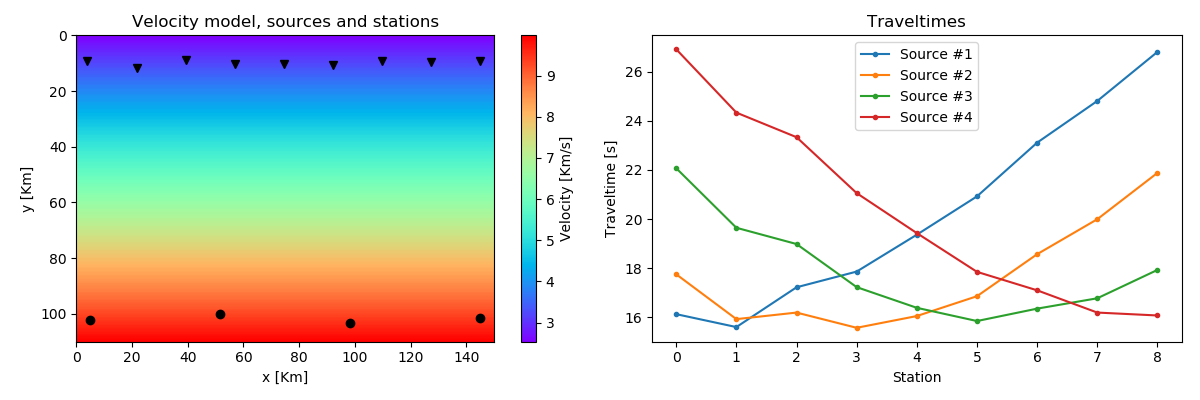 Velocity model, sources and stations
0
20
40
60
80
100
y [Km]
0 20 40 60 80 100 120 140
x [Km]
9
8
7
6
5
4
3
Velocity [Km/s]
Traveltimes
Source #1
Source #2
Source #3
Source #4
26
24
22
20
18
16
Traveltime [s]
0 1 2 3 4 5 6 7 8
Station